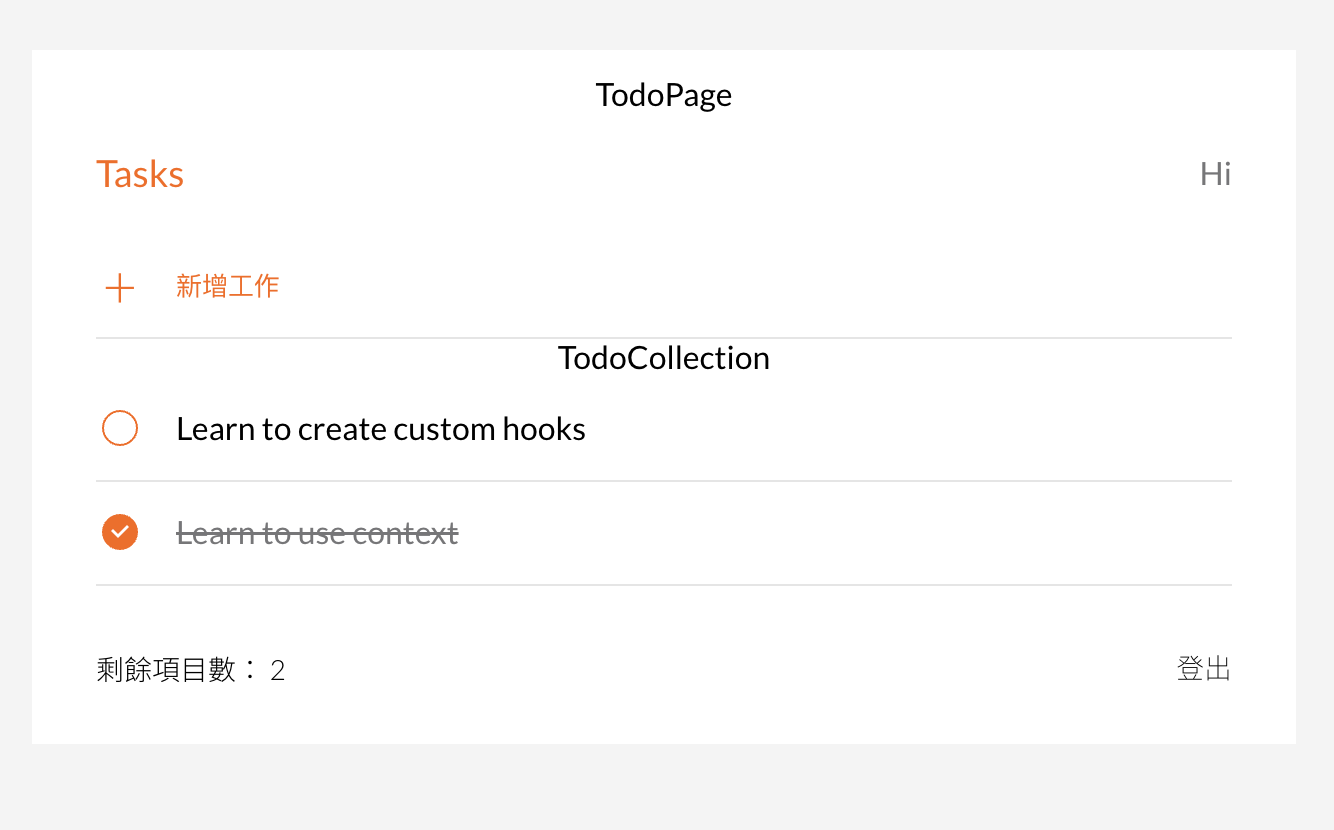 TodoPage
Tasks
Hi
新增工作
TodoCollection
Learn to create custom hooks
Learn to use context
剩餘項目數： 2
登出